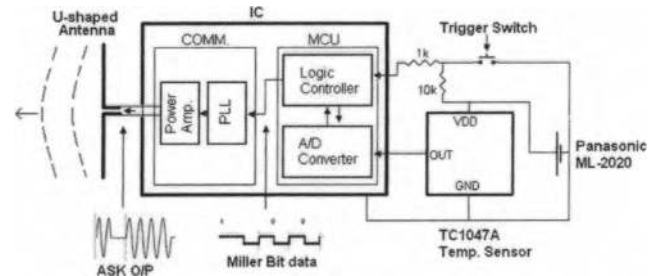 U-shaped
Antenna
IC
COMM.
MCU
Power
Amp.
PLL
Logic
Controller
A/D
Converter
1k
10k
Trigger Switch
VDD
OUT
GND
Panasonic
ML-2020
TC1047A
Temp. Sensor
ASK O/P
Miller Bit data